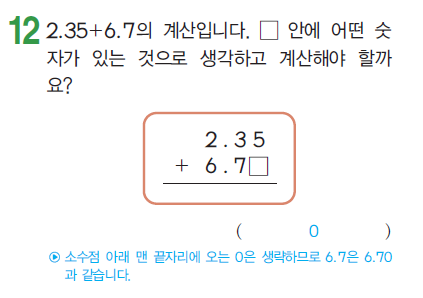 12 2.35+6.7의 계산입니다. □ 안에 어떤 숫
자가 있는 것으로 생각하고 계산해야 할까
요?
2.35
+ 6.7□
( 0 )
소수점 아래 맨 끝자리에 오는 0은 생략하므로 6.7은 6.70
과 같습니다.